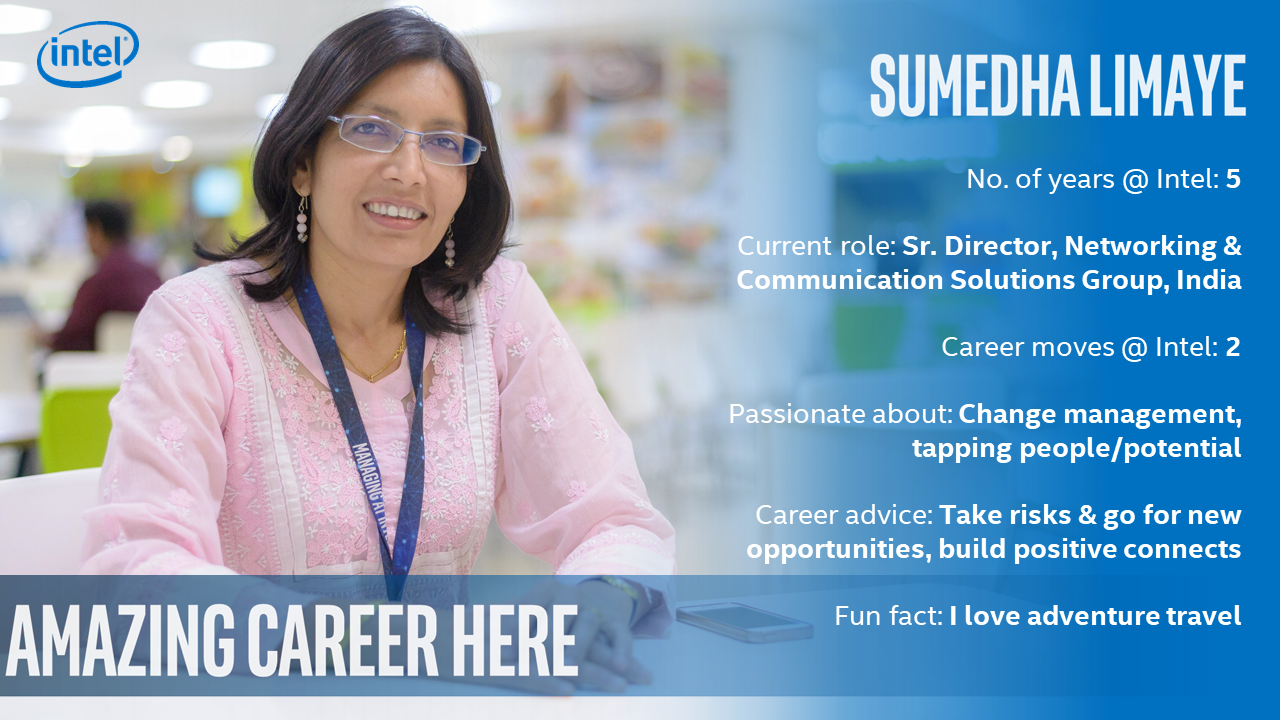 intel
SUMEDHA LIMAYE
No. of years @ Intel: 5
Current role: Sr. Director, Networking &
Communication Solutions Group, India
Career moves @ Intel: 2
Passionate about: Change management,
tapping people/potential
Career advice: Take risks & go for new
opportunities, build positive connects
Fun fact: I love adventure travel
MANAGING AT
AMAZING CAREER HERE